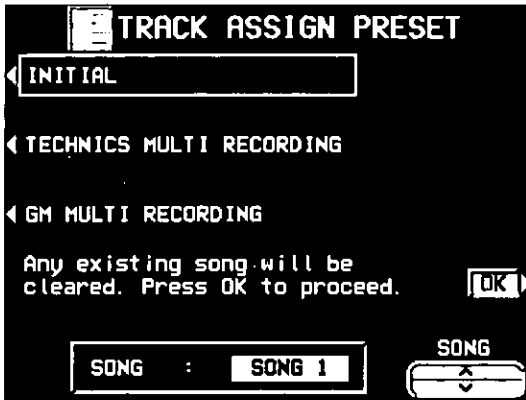 TRACK ASSIGN PRESET
INITIAL
TECHNICS MULTI RECORDING
GM MULTI RECORDING
Any existing song will be
cleared. Press OK to proceed.
OK
SONG
SONG : SONG 1